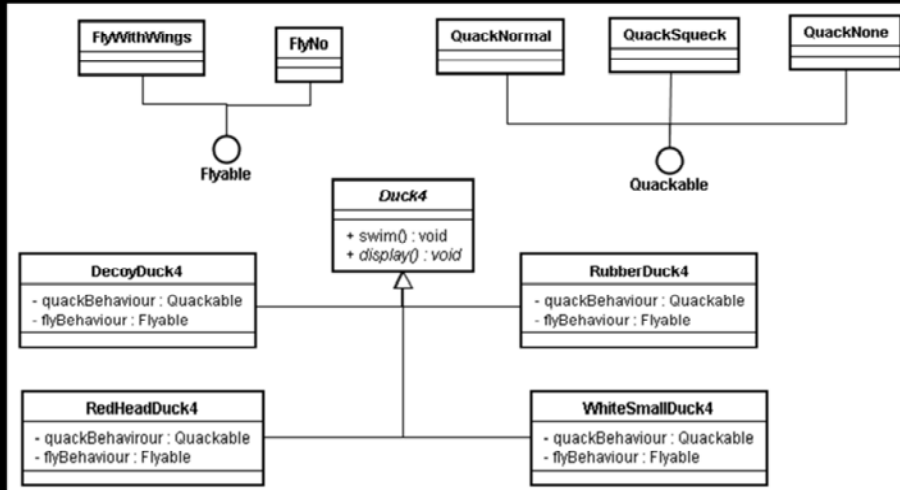 FlyWithWings
FlyNo
QuackNormal
QuackSqueck
QuackNone
Flyable
Quackable
Duck4
+ swim() : void
+ display() : void
DecoyDuck4
- quackBehaviour : Quackable
- flyBehaviour : Flyable
RubberDuck4
- quackBehaviour : Quackable
- flyBehaviour : Flyable
RedHeadDuck4
- quackBehavirour : Quackable
- flyBehaviour : Flyable
WhiteSmallDuck4
- quackBehaviour : Quackable
- flyBehaviour : Flyable